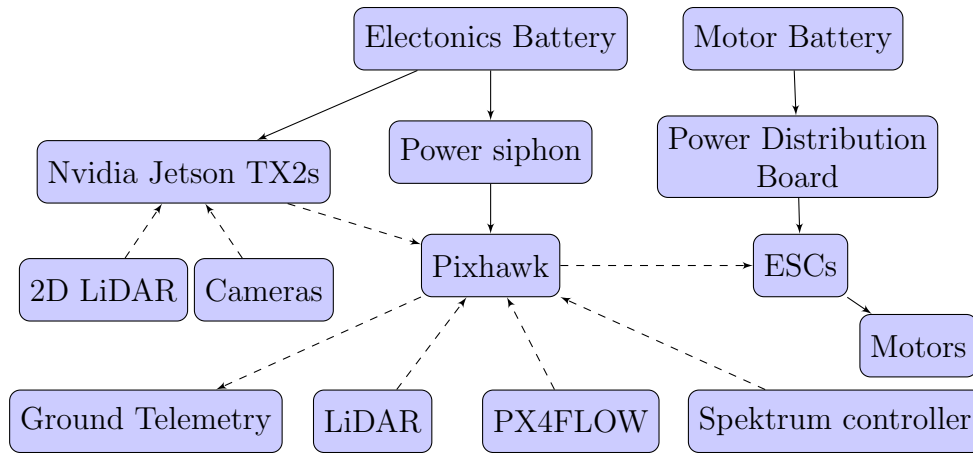 Electonics Battery
Motor Battery
Nvidia Jetson TX2s
Power siphon
Power Distribution
Board
2D LiDAR
Cameras
Pixhawk
ESCs
Motors
Ground Telemetry
LiDAR
PX4FLOW
Spektrum controller